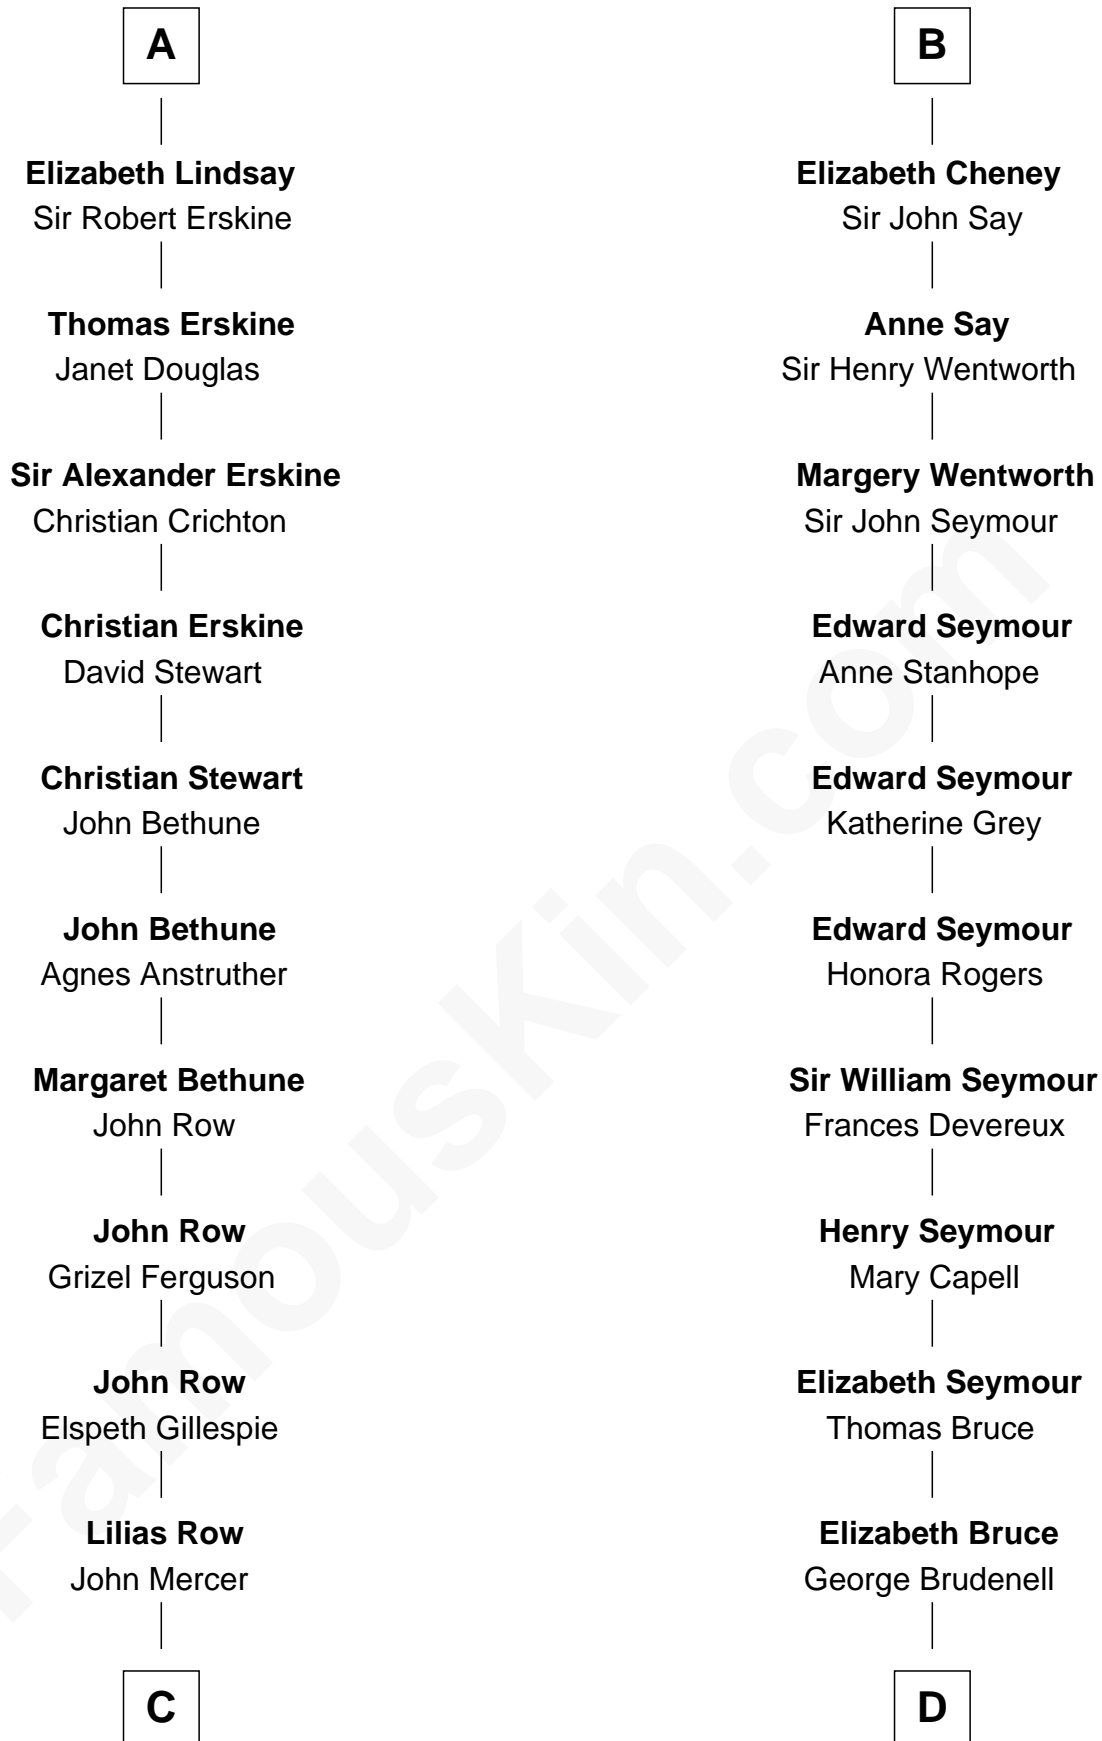 A
Elizabeth Lindsay
Sir Robert Erskine
Thomas Erskine
Janet Douglas
Sir Alexander Erskine
Christian Crichton
Christian Erskine
David Stewart
Christian Stewart
John Bethune
John Bethune
Agnes Anstruther
Margaret Bethune
John Row
John Row
Grizel Ferguson
John Row
Elspeth Gillespie
Lilias Row
John Mercer
C
B
Elizabeth Cheney
Sir John Say
Anne Say
Sir Henry Wentworth
Margery Wentworth
Sir John Seymour
Edward Seymour
Anne Stanhope
Edward Seymour
Katherine Grey
Edward Seymour
Honora Rogers
Sir William Seymour
Frances Devereux
Henry Seymour
Mary Capell
Elizabeth Seymour
Thomas Bruce
Elizabeth Bruce
George Brudenell
D
FamousKin.com